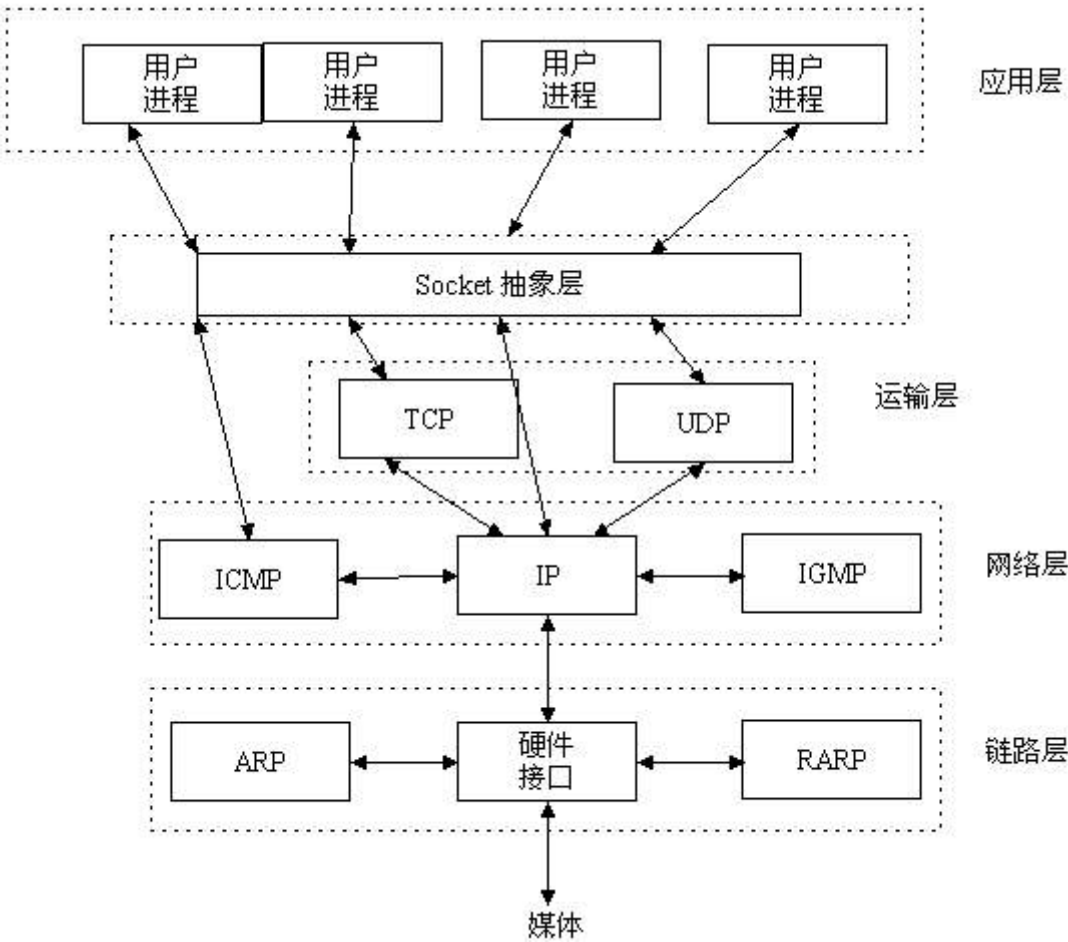 用户
进程
用户
进程
用户
进程
用户
进程
应用层
Socket 抽象层
TCP
UDP
运输层
ICMP
IP
IGMP
网络层
ARP
硬件
接口
RARP
链路层
媒体